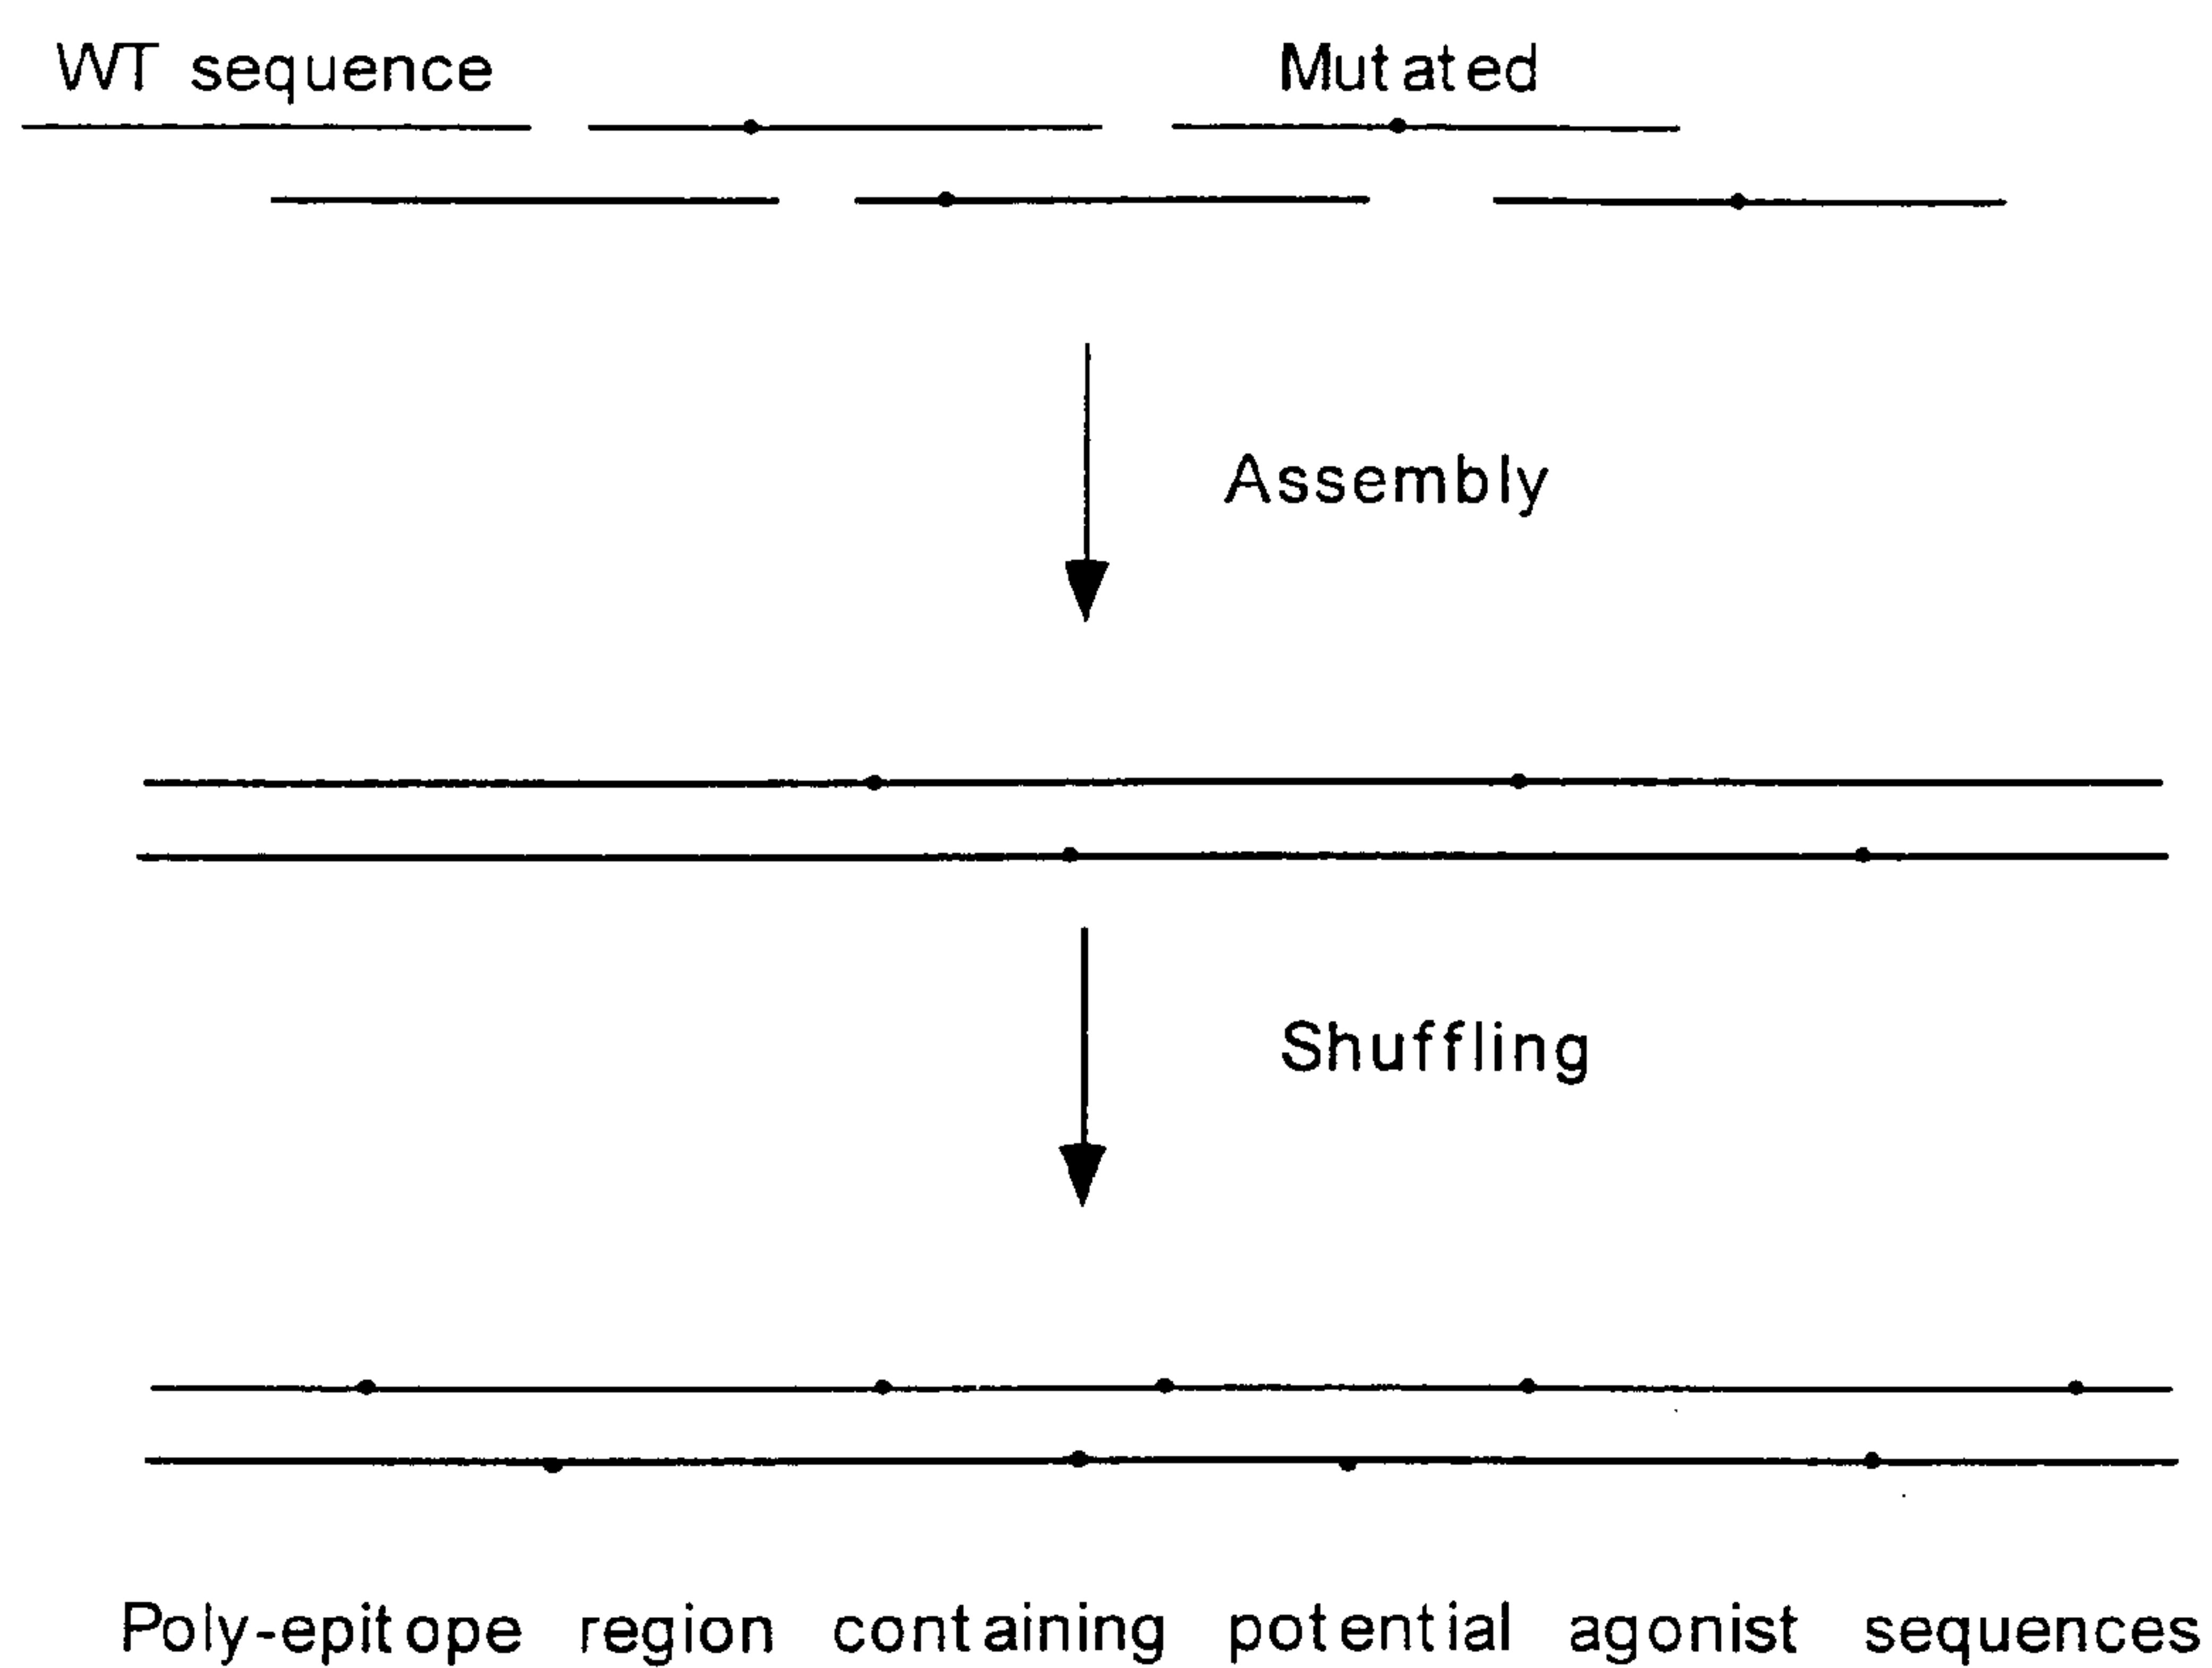 WT sequence
Mutated
Assembly
Shuffling
Poly-epitope region containing potential agonist sequences